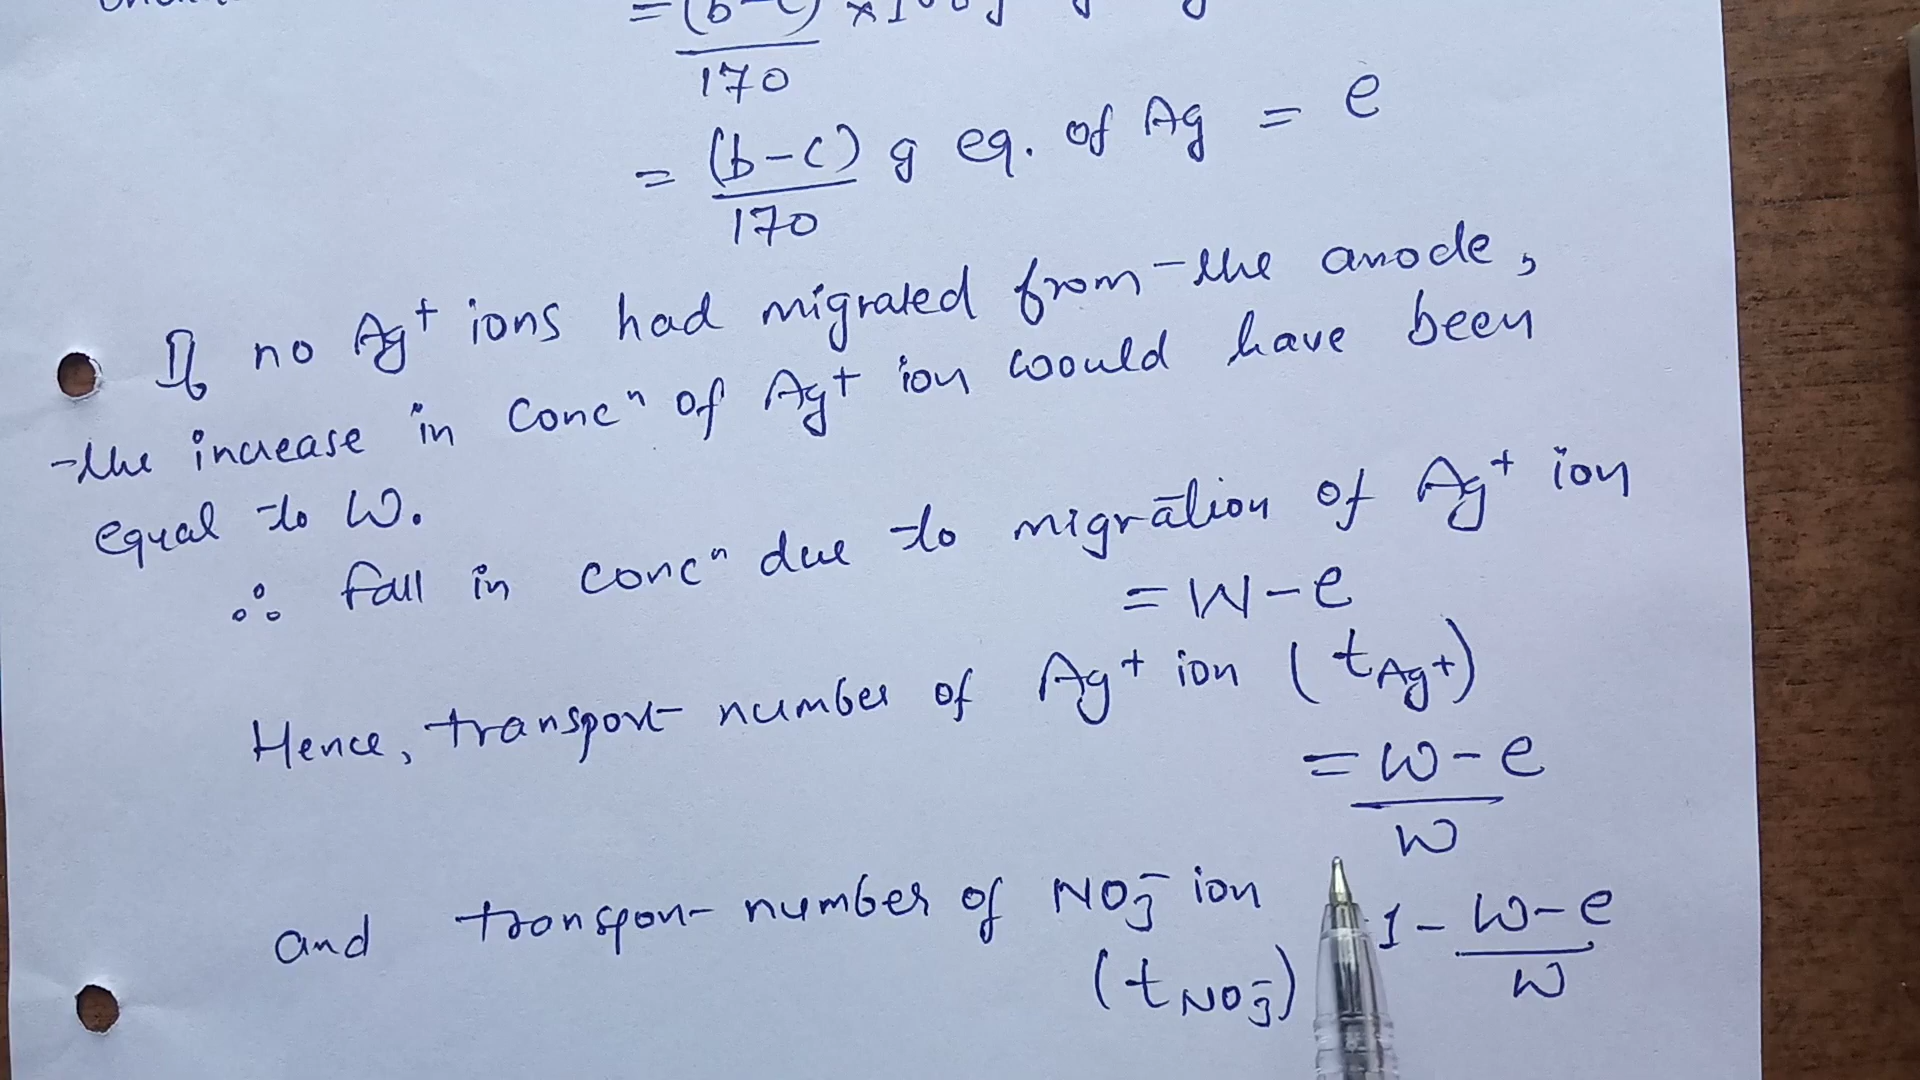 = (b-c)
170
= (b-c) g eq. of Ag = e
170
If no Ag+ ions had migrated from the anode,
the increase in concⁿ of Ag+ ion would have been
equal to W.
∴ fall in concⁿ due to migration of Ag+ ion
= W-e
Hence, transport number of Ag+ ion (tAg+)
= W-e
W
and transport number of NO3- ion 1 - W-e
(tNO3-) W